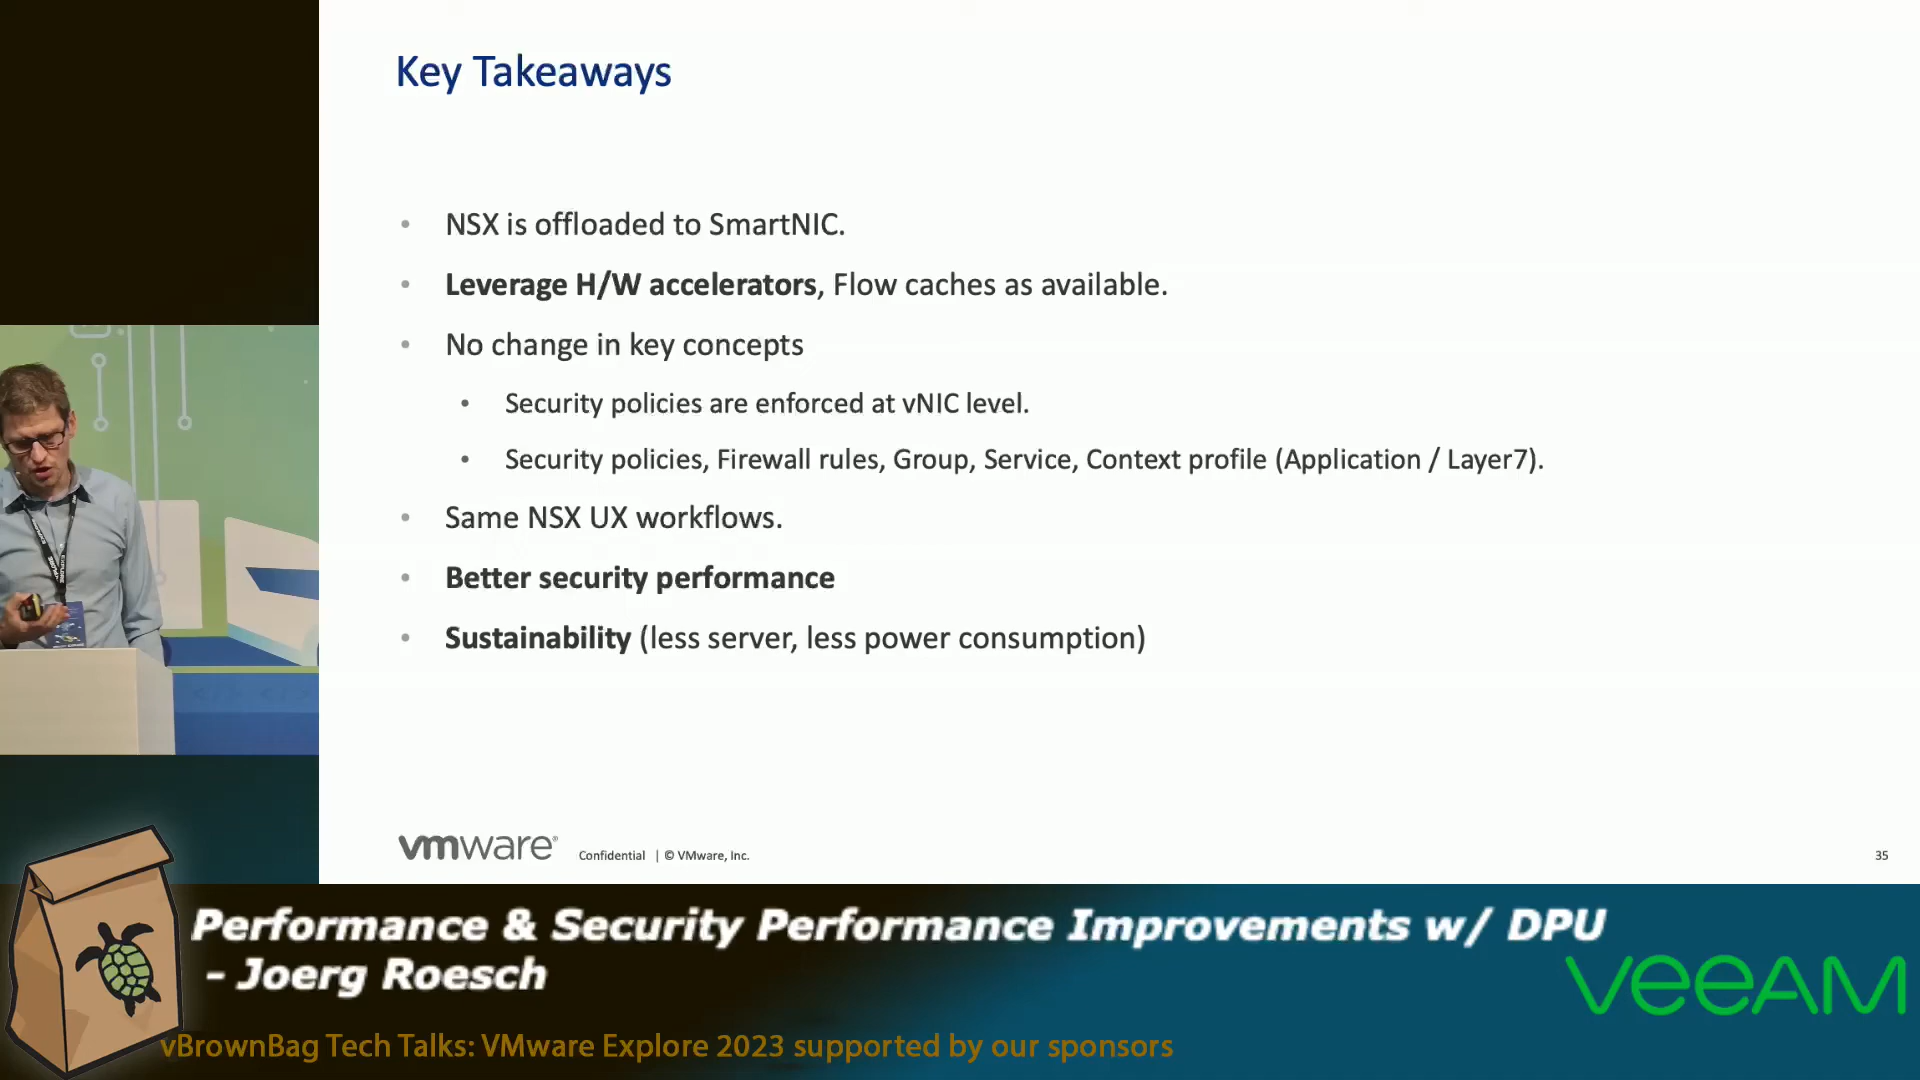 Key Takeaways
• NSX is offloaded to SmartNIC.
• Leverage H/W accelerators, Flow caches as available.
• No change in key concepts
• Security policies are enforced at vNIC level.
• Security policies, Firewall rules, Group, Service, Context profile (Application / Layer7).
• Same NSX UX workflows.
• Better security performance
• Sustainability (less server, less power consumption)
vmware®
Confidential | © VMware, Inc.
35
Performance & Security Performance Improvements w/ DPU
- Joerg Roesch
veeAM
vBrownBag Tech Talks: VMware Explore 2023 supported by our sponsors